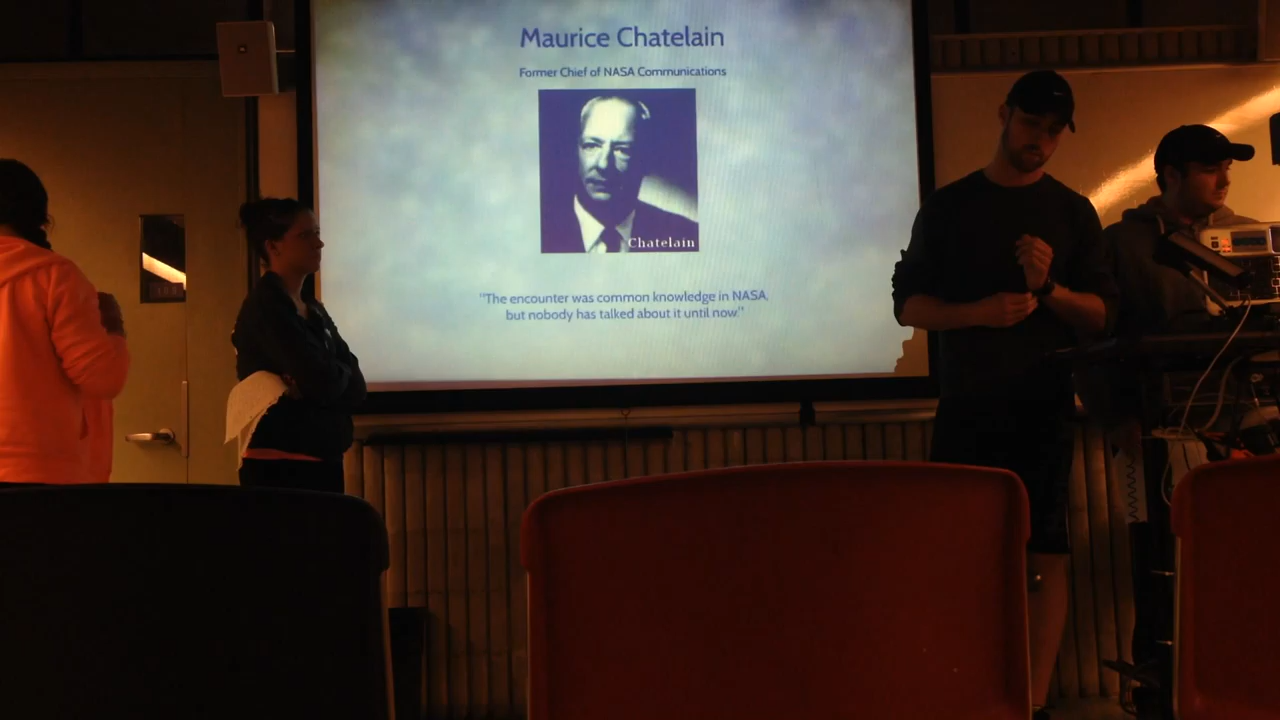 Maurice Chatelain
Former Chief of NASA Communications
Chatelain
"The encounter was common knowledge in NASA,
but nobody has talked about it until now."